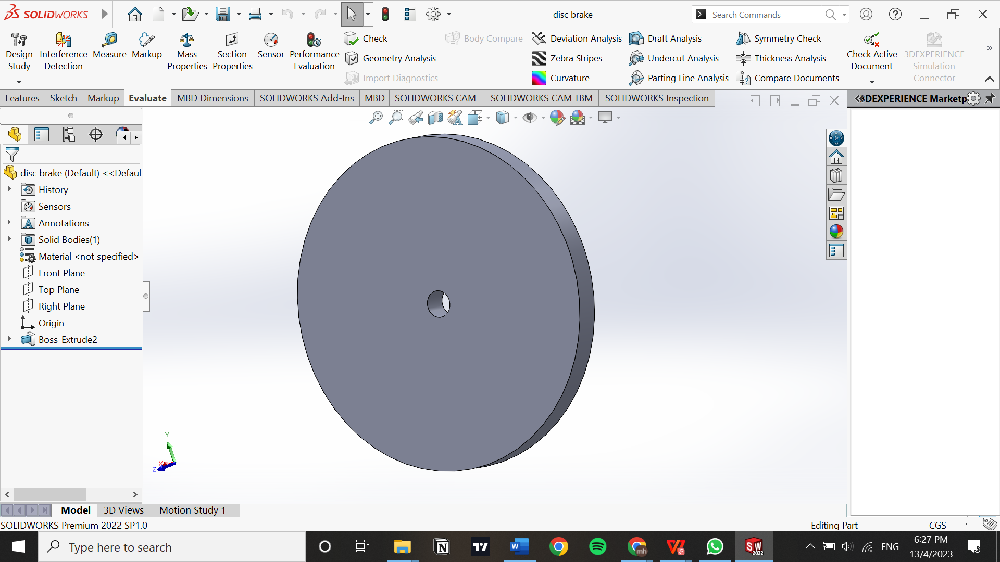 SOLIDWORKS
disc brake
Search Commands
Design Study
Interference Detection
Measure
Markup
Mass Properties
Section Properties
Sensor
Performance Evaluation
Check
Geometry Analysis
Import Diagnostics
Body Compare
Deviation Analysis
Zebra Stripes
Curvature
Draft Analysis
Undercut Analysis
Parting Line Analysis
Symmetry Check
Thickness Analysis
Compare Documents
Check Active Document
3DEXPERIENCE Simulation Connector
Features
Sketch
Markup
Evaluate
MBD Dimensions
SOLIDWORKS Add-Ins
MBD
SOLIDWORKS CAM
SOLIDWORKS CAM TBM
SOLIDWORKS Inspection
DEXPERIENCE Marketp
disc brake (Default) <<Defaul
History
Sensors
Annotations
Solid Bodies(1)
Material <not specified>
Front Plane
Top Plane
Right Plane
Origin
Boss-Extrude2
Y
X
Z
Model
3D Views
Motion Study 1
SOLIDWORKS Premium 2022 SP1.0
Editing Part
CGS
Type here to search
mh
SW
2022
ENG
6:27 PM
13/4/2023